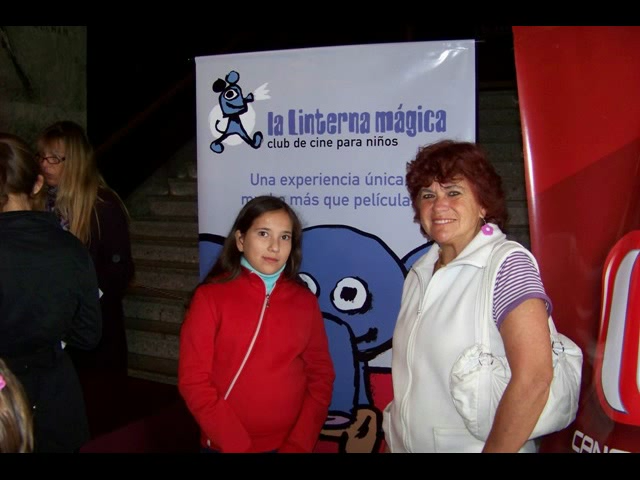 la Linterna mágica
club de cine para niños
Una experiencia única,
más que película